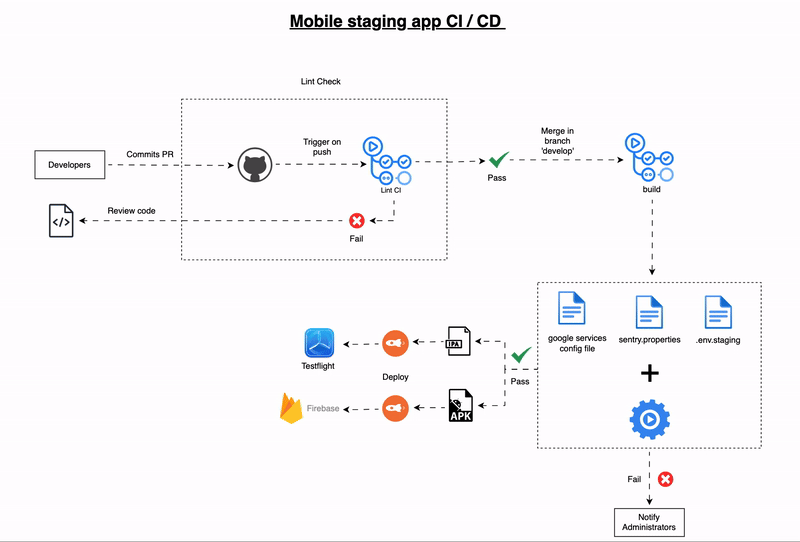 Mobile staging app CI / CD
Lint Check
Developers
Commits PR
Trigger on
push
Lint CI
Pass
Merge in
branch
'develop'
build
Review code
</>
Fail
google services
config file
sentry.properties
.env.staging
Pass
IPA
Testflight
Deploy
Firebase
APK
Fail
Notify
Administrators